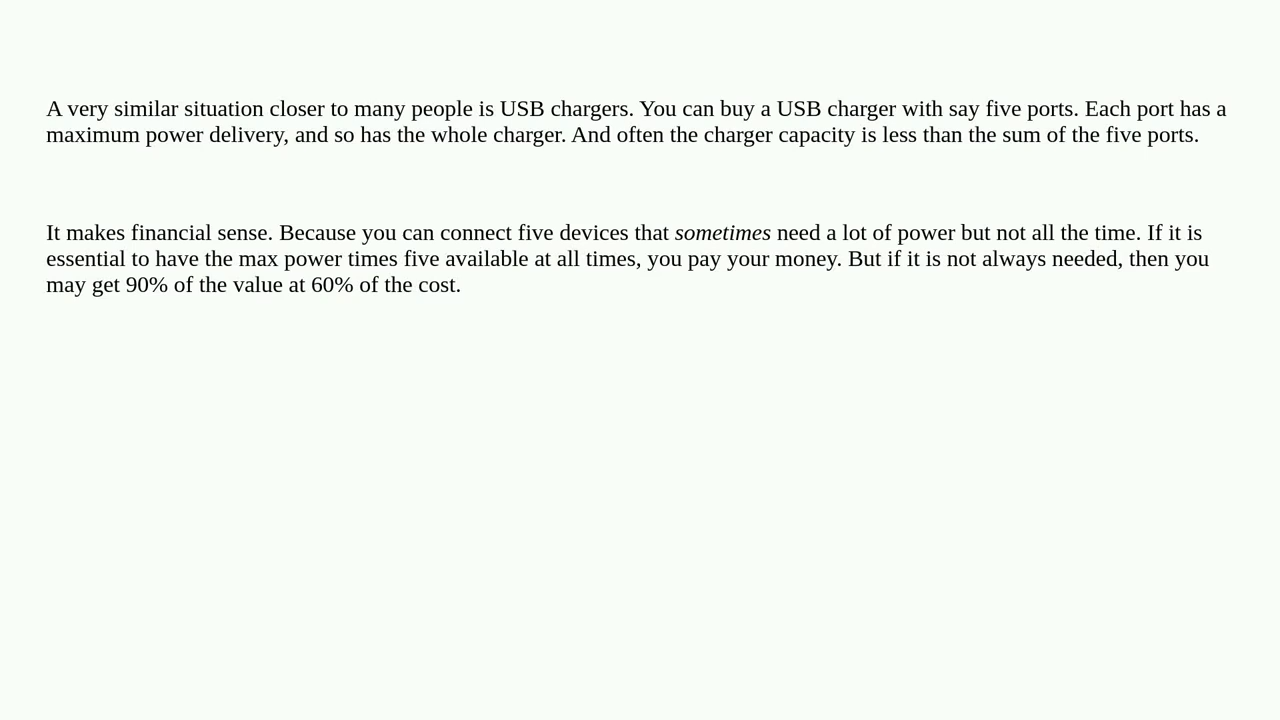 A very similar situation closer to many people is USB chargers. You can buy a USB charger with say five ports. Each port has a
maximum power delivery, and so has the whole charger. And often the charger capacity is less than the sum of the five ports.
It makes financial sense. Because you can connect five devices that sometimes need a lot of power but not all the time. If it is
essential to have the max power times five available at all times, you pay your money. But if it is not always needed, then you
may get 90% of the value at 60% of the cost.